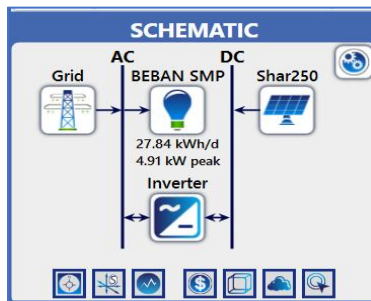 SCHEMATIC
AC DC
Grid BEBAN SMP Shar250
27.84 kWh/d
4.91 kW peak
Inverter